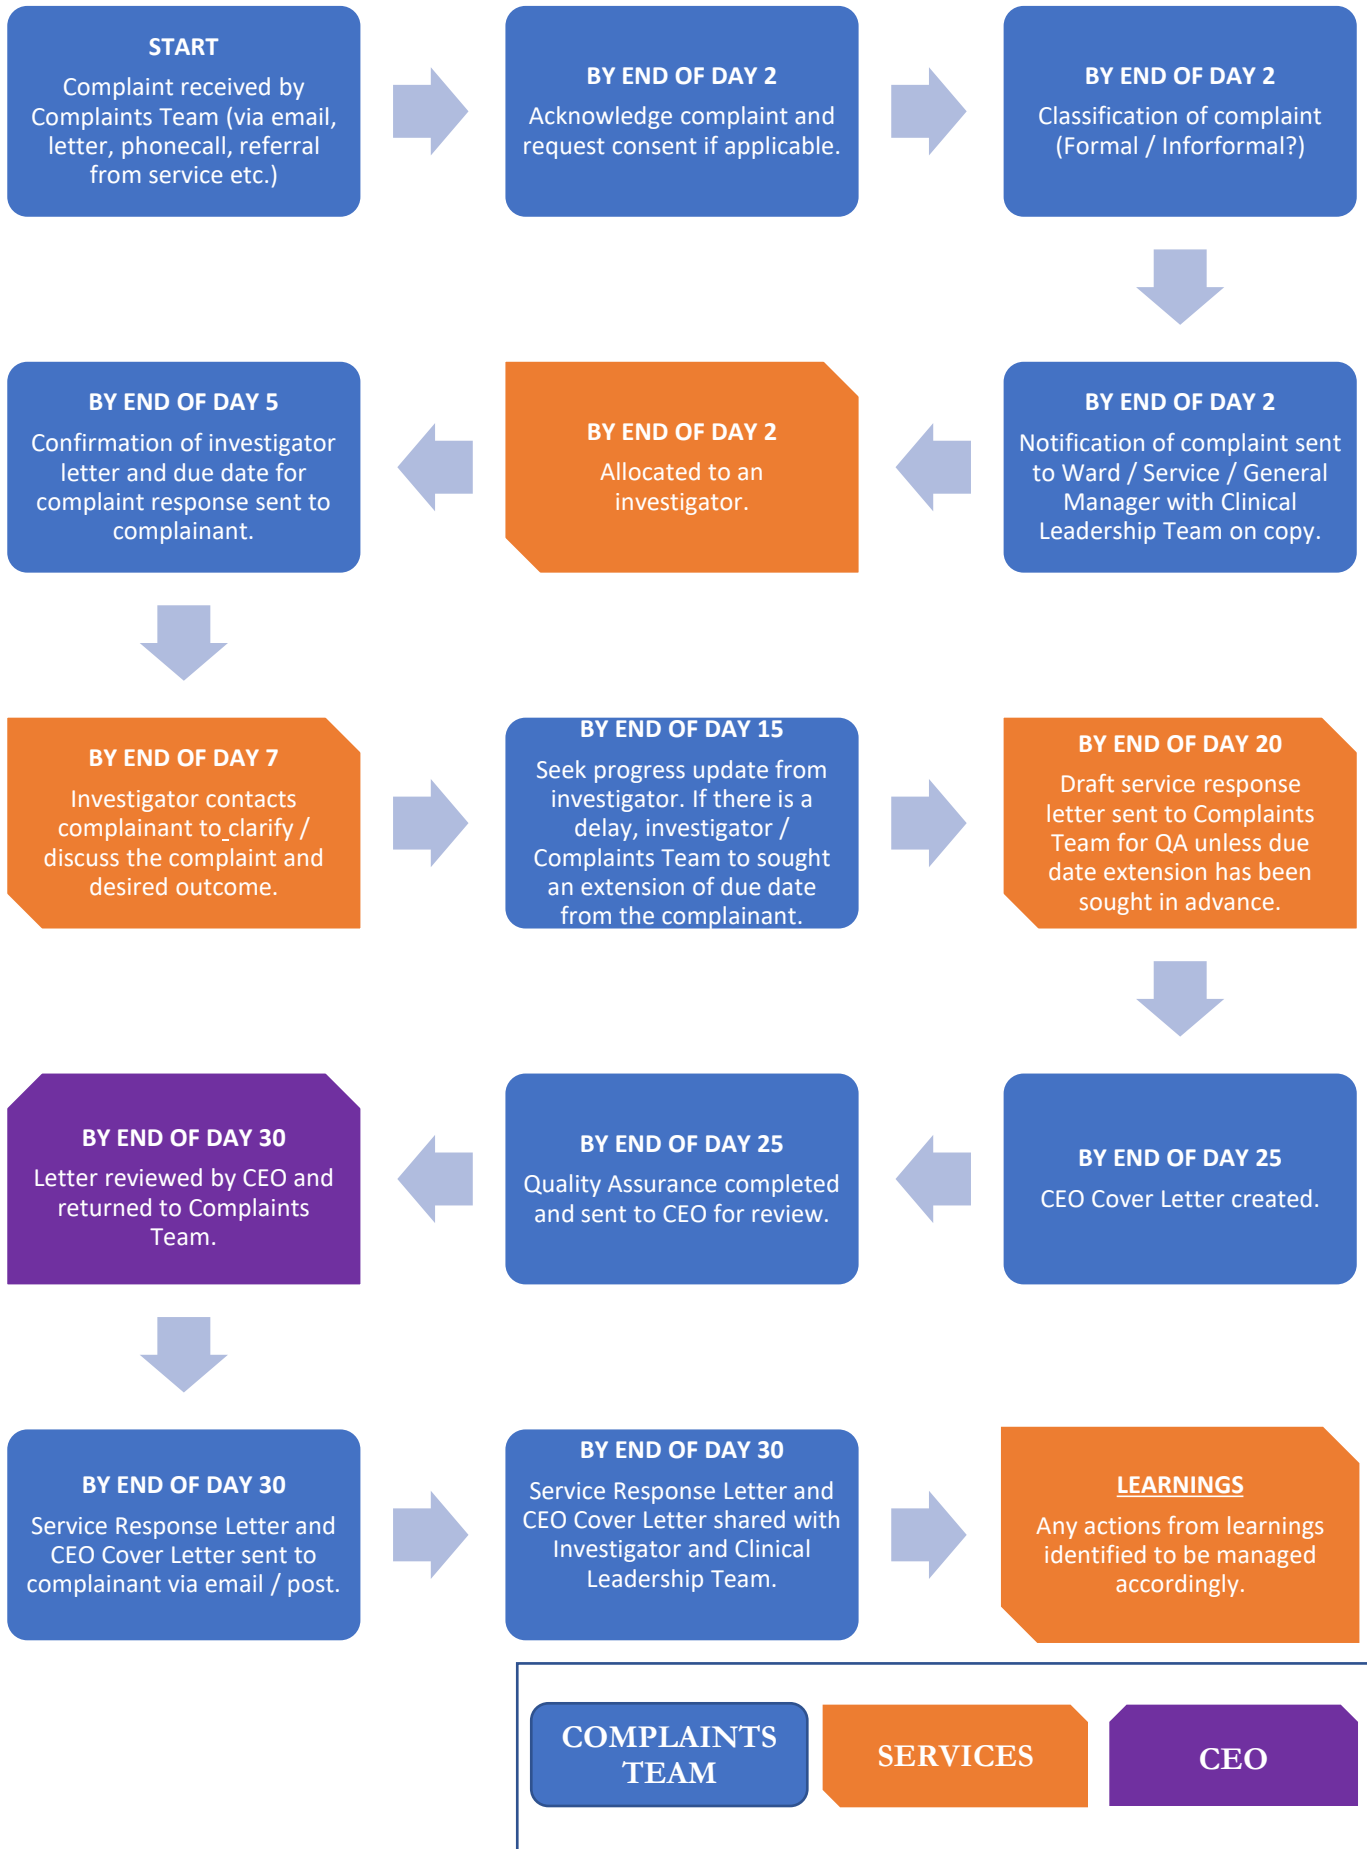 START
Complaint received by
Complaints Team (via email,
letter, phonecall, referral
from service etc.)
BY END OF DAY 2
Acknowledge complaint and
request consent if applicable.
BY END OF DAY 2
Classification of complaint
(Formal / Inforformal?)
BY END OF DAY 2
Notification of complaint sent
to Ward / Service / General
Manager with Clinical
Leadership Team on copy.
BY END OF DAY 2
Allocated to an
investigator.
BY END OF DAY 5
Confirmation of investigator
letter and due date for
complaint response sent to
complainant.
BY END OF DAY 7
Investigator contacts
complainant to clarify /
discuss the complaint and
desired outcome.
BY END OF DAY 15
Seek progress update from
investigator. If there is a
delay, investigator /
Complaints Team to sought
an extension of due date
from the complainant.
BY END OF DAY 20
Draft service response
letter sent to Complaints
Team for QA unless due
date extension has been
sought in advance.
BY END OF DAY 25
CEO Cover Letter created.
BY END OF DAY 25
Quality Assurance completed
and sent to CEO for review.
BY END OF DAY 30
Letter reviewed by CEO and
returned to Complaints
Team.
BY END OF DAY 30
Service Response Letter and
CEO Cover Letter sent to
complainant via email / post.
BY END OF DAY 30
Service Response Letter and
CEO Cover Letter shared with
Investigator and Clinical
Leadership Team.
LEARNINGS
Any actions from learnings
identified to be managed
accordingly.
COMPLAINTS
TEAM
SERVICES
CEO